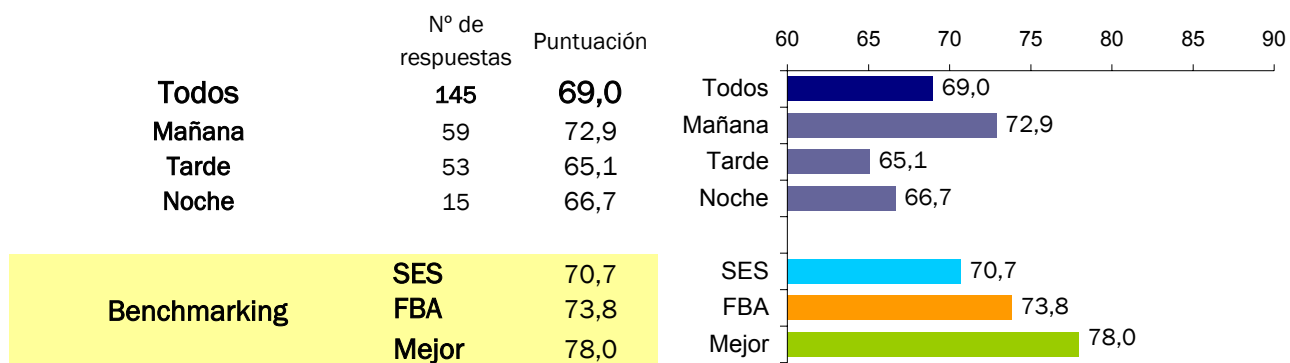 Nº de respuestas Puntuación
Todos 145 69,0
Mañana 59 72,9
Tarde 53 65,1
Noche 15 66,7
Benchmarking
SES 70,7
FBA 73,8
Mejor 78,0
60 65 70 75 80 85 90
Todos 69,0
Mañana 72,9
Tarde 65,1
Noche 66,7
SES 70,7
FBA 73,8
Mejor 78,0